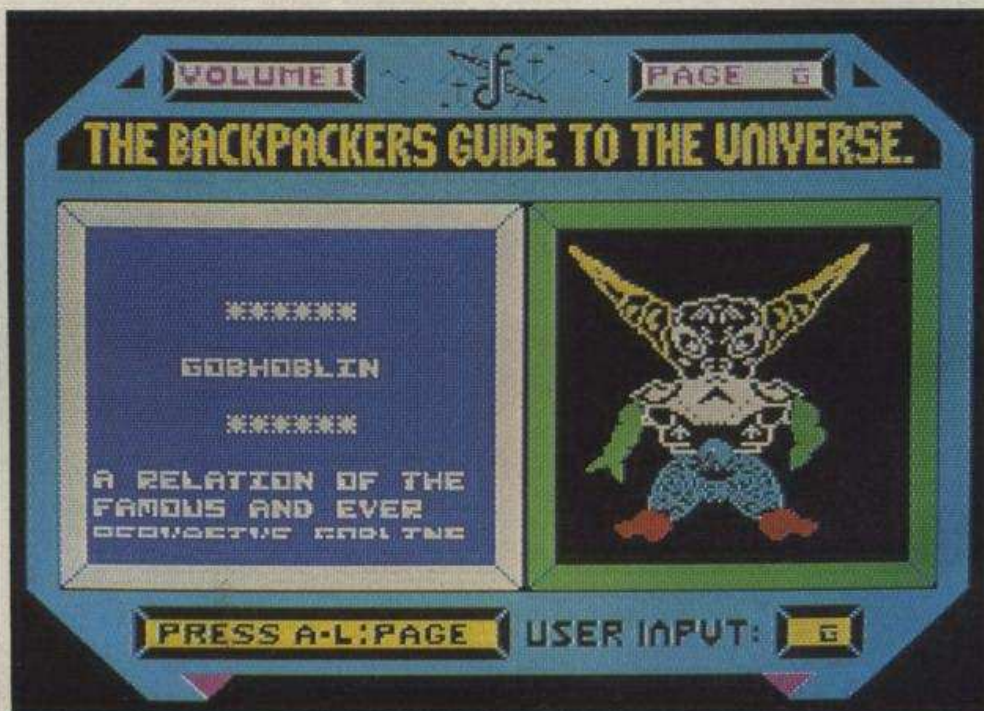 VOLUME 1
PAGE G
THE BACKPACKERS GUIDE TO THE UNIVERSE.
******
GOBHOBLIN
******
A RELATION OF THE
FAMOUS AND EVER
PRESS A-L:PAGE
USER INPUT: G